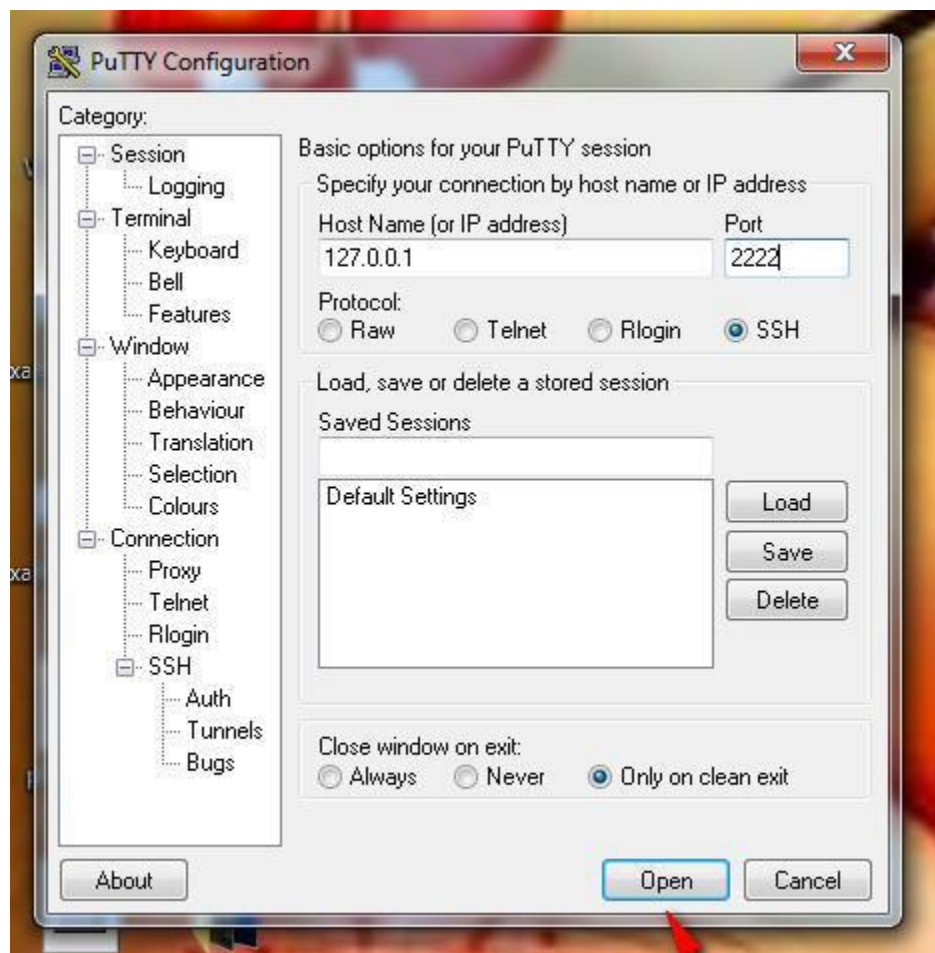 PuTTY Configuration
X
Category:
Session
Logging
Terminal
Keyboard
Bell
Features
Window
Appearance
Behaviour
Translation
Selection
Colours
Connection
Proxy
Telnet
Rlogin
SSH
Auth
Tunnels
Bugs
Basic options for your PuTTY session
Specify your connection by host name or IP address
Host Name (or IP address) Port
127.0.0.1 2222
Protocol:
Raw Telnet Rlogin SSH
Load, save or delete a stored session
Saved Sessions
Default Settings
Load
Save
Delete
Close window on exit:
Always Never Only on clean exit
About Open Cancel
xa
xa